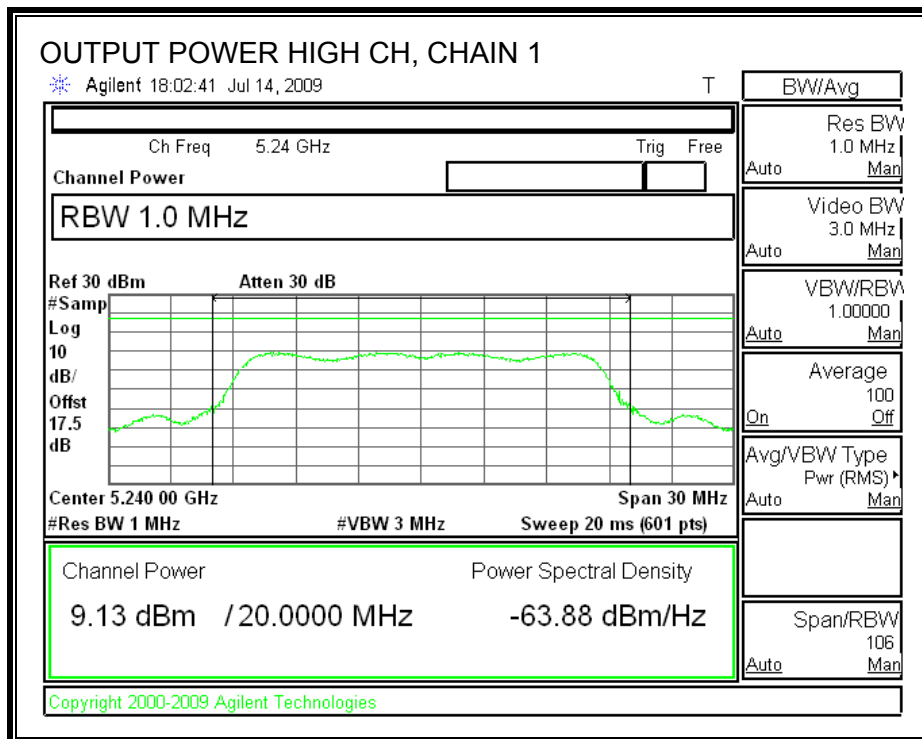 OUTPUT POWER HIGH CH, CHAIN 1
Agilent 18:02:41 Jul 14, 2009 T
Ch Freq 5.24 GHz Trig Free
Channel Power
RBW 1.0 MHz
Ref 30 dBm Atten 30 dB
#Samp
Log
10
dB/
Offst
17.5
dB
Center 5.240 00 GHz Span 30 MHz
#Res BW 1 MHz #VBW 3 MHz Sweep 20 ms (601 pts)
Channel Power Power Spectral Density
9.13 dBm / 20.0000 MHz -63.88 dBm/Hz
Copyright 2000-2009 Agilent Technologies
BW/Avg
Res BW
1.0 MHz
Auto Man
Video BW
3.0 MHz
Auto Man
VBW/RBW
1.00000
Auto Man
Average
100
On Off
Avg/VBW Type
Pwr (RMS)
Auto Man
Span/RBW
106
Auto Man